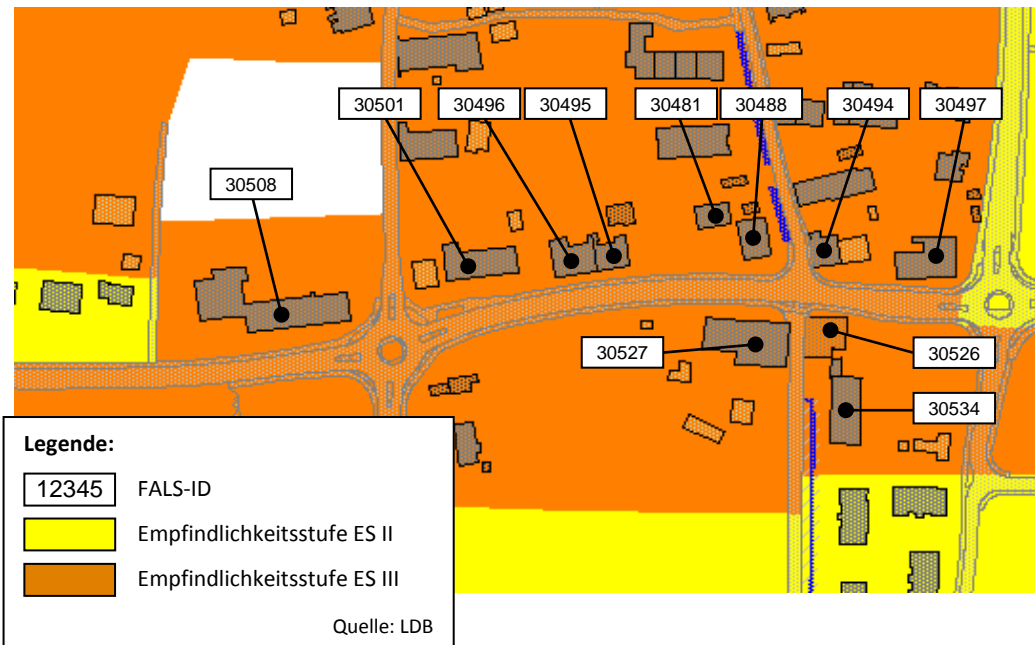 30501
30496
30495
30481
30488
30494
30497
30508
30527
30526
30534
Legende:
12345 FALS-ID
Empfindlichkeitsstufe ES II
Empfindlichkeitsstufe ES III
Quelle: LDB